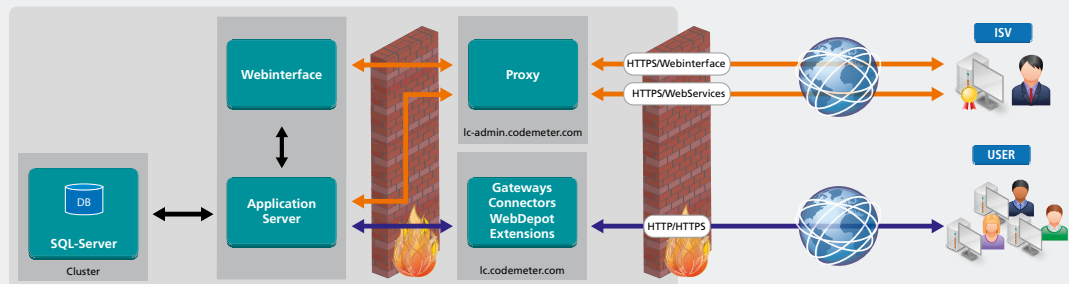 ISV
Webinterface
Proxy
HTTPS/Webinterface
HTTPS/WebServices
lc-admin.codemeter.com
USER
DB
SQL-Server
Cluster
Application
Server
Gateways
Connectors
WebDepot
Extensions
HTTP/HTTPS
lc.codemeter.com